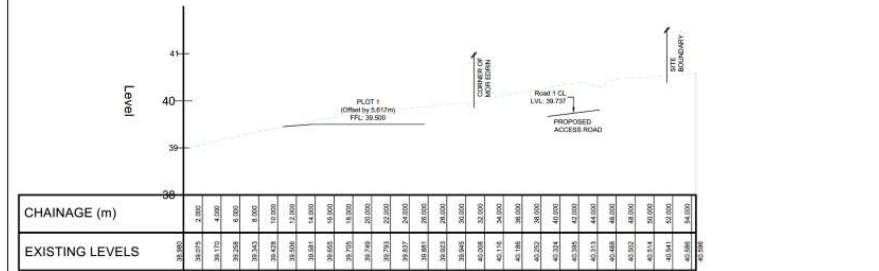 41
40
39
38
Level
PLOT 1
(Offset by 5.617m)
FFL: 39.500
CORNER OF
MOR EDRIN
Road 1 CL
LVL: 39.737
PROPOSED
ACCESS ROAD
SITE
BOUNDARY
CHAINAGE (m)
2.000 4.000 6.000 8.000 10.000 12.000 14.000 16.000 18.000 20.000 22.000 24.000 26.000 28.000 30.000 32.000 34.000 36.000 38.000 40.000 42.000 44.000 46.000 48.000 50.000 52.000 54.000
EXISTING LEVELS
38.980 39.075 39.170 39.258 39.343 39.428 39.506 39.581 39.655 39.705 39.749 39.793 39.837 39.881 39.923 39.945 40.008 40.116 40.186 40.252 40.324 40.395 40.313 40.468 40.502 40.514 40.541 40.586 40.596